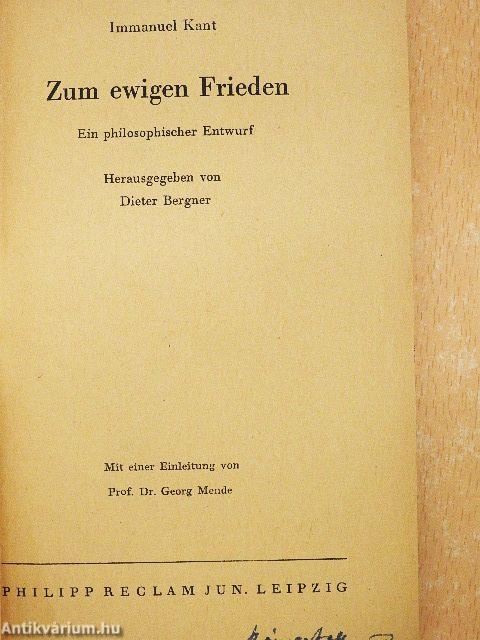 Immanuel Kant
Zum ewigen Frieden
Ein philosophischer Entwurf
Herausgegeben von
Dieter Bergner
Mit einer Einleitung von
Prof. Dr. Georg Mende
PHILIPP RECLAM JUN. LEIPZIG
Antikvárium.hu